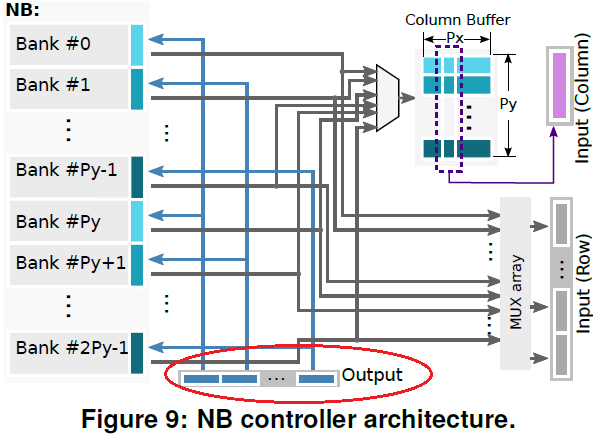 NB:
Bank #0
Bank #1
Bank #Py-1
Bank #Py
Bank #Py+1
Bank #2Py-1
Column Buffer
Px
Py
Input (Column)
MUX array
Input (Row)
Output
Figure 9: NB controller architecture.